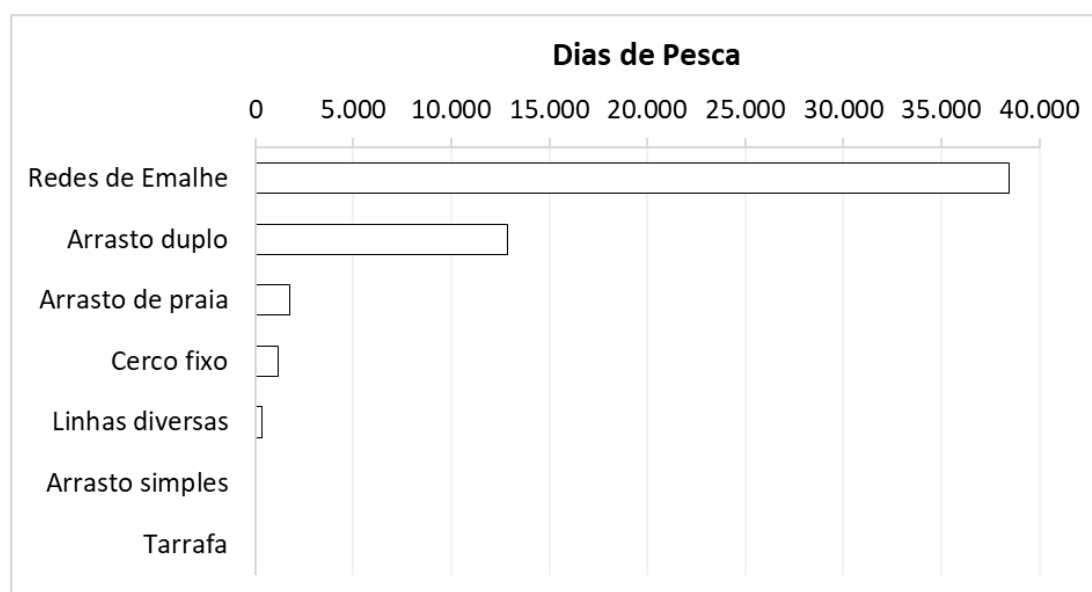 Dias de Pesca
0 5.000 10.000 15.000 20.000 25.000 30.000 35.000 40.000
Redes de Emalhe
Arrasto duplo
Arrasto de praia
Cerco fixo
Linhas diversas
Arrasto simples
Tarrafa